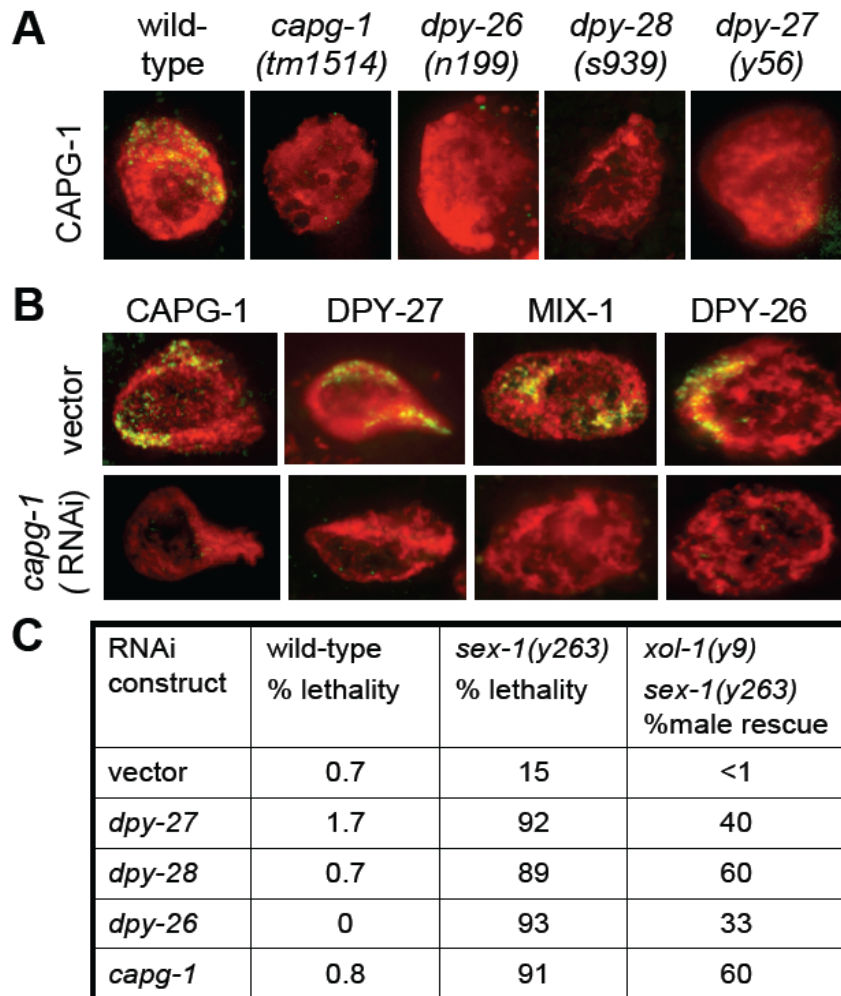 A
wild-type
capg-1 (tm1514)
dpy-26 (n199)
dpy-28 (s939)
dpy-27 (y56)
CAPG-1
B
CAPG-1 DPY-27 MIX-1 DPY-26
vector
capg-1 ( RNAi)
C
RNAi construct
wild-type
% lethality
sex-1(y263)
% lethality
xol-1(y9)
sex-1(y263)
%male rescue
vector 0.7 15 <1
dpy-27 1.7 92 40
dpy-28 0.7 89 60
dpy-26 0 93 33
capg-1 0.8 91 60